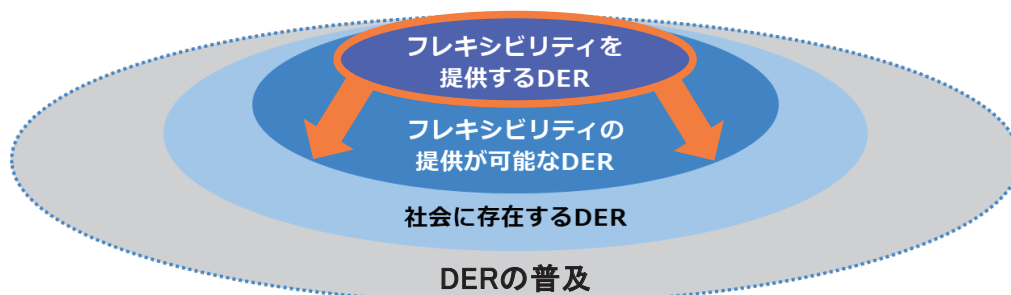 フレキシビリティを
提供するDER
フレキシビリティの
提供が可能なDER
社会に存在するDER
DERの普及